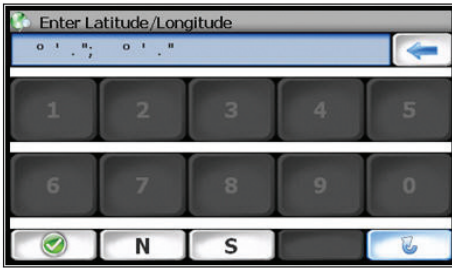 Enter Latitude/Longitude
° ' . "; ° ' . "
1 2 3 4 5
6 7 8 9 0
N S